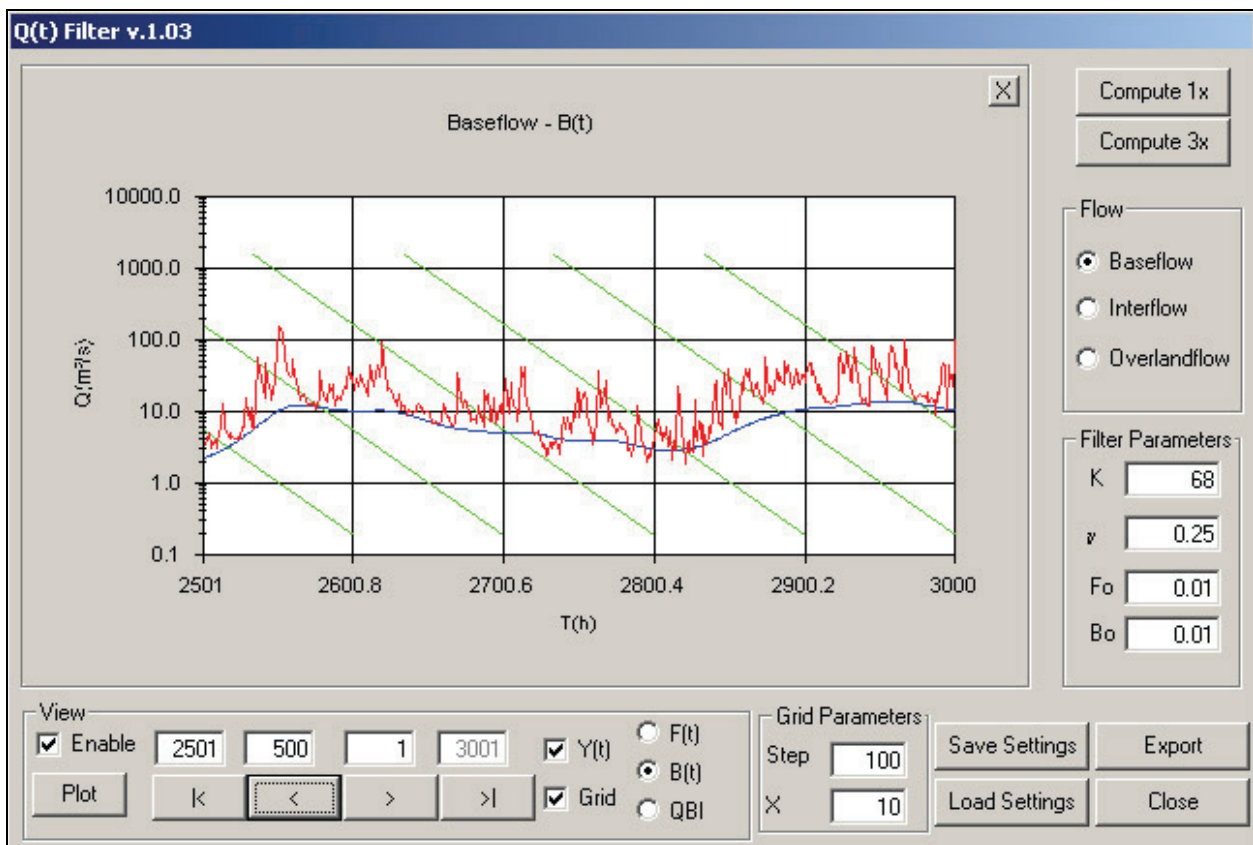 Q(t) Filter v.1.03
X
Baseflow - B(t)
10000.0
1000.0
100.0
10.0
1.0
0.1
Q(m³/s)
2501 2600.8 2700.6 2800.4 2900.2 3000
T(h)
Compute 1x
Compute 3x
Flow
Baseflow
Interflow
Overlandflow
Filter Parameters
K 68
γ 0.25
Fo 0.01
Bo 0.01
View
Enable 2501 500 1 3001
Plot |< < > >|
Y(t)
Grid
F(t)
B(t)
QBI
Grid Parameters
Step 100
X 10
Save Settings Export
Load Settings Close